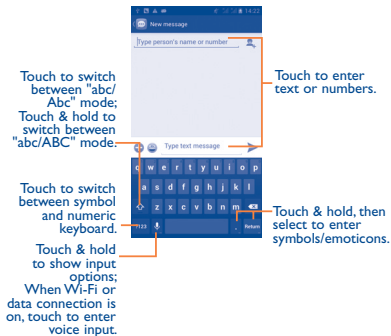 14:22
New message
Type person's name or number
Touch to enter
text or numbers.
Touch to switch
between "abc/
Abc" mode;
Touch & hold to
switch between
"abc/ABC" mode.
Type text message
q w e r t y u i o p
a s d f g h j k l
z x c v b n m
?123
.
Return
Touch to switch
between symbol
and numeric
keyboard.
Touch & hold, then
select to enter
symbols/emoticons.
Touch & hold
to show input
options;
When Wi-Fi or
data connection is
on, touch to enter
voice input.